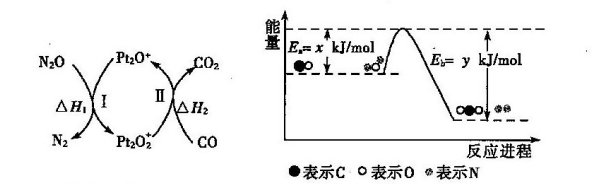 N₂O Pt₂O⁺ CO₂
ΔH₁ Ⅰ Ⅱ ΔH₂
N₂ Pt₂O₂⁺ CO
能量
Eₐ= x kJ/mol
E_b= y kJ/mol
反应进程
●表示C ○表示O 表示N